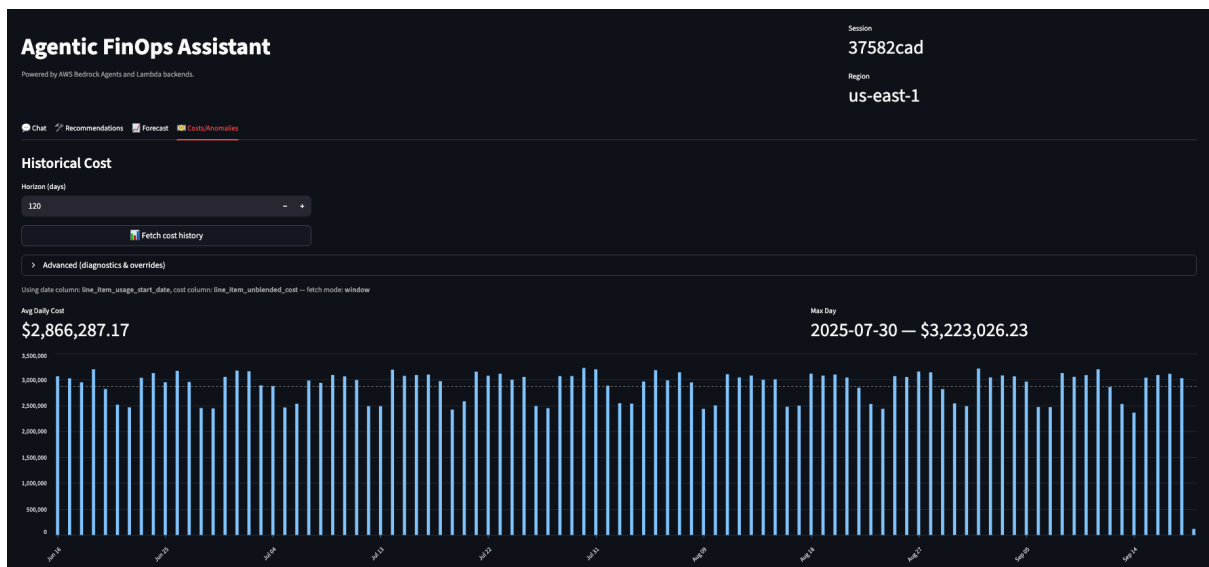 Agentic FinOps Assistant
Powered by AWS Bedrock Agents and Lambda backends.
Session
37582cad
Region
us-east-1
Chat
Recommendations
Forecast
Costs/Anomalies
Historical Cost
Horizon (days)
120
− +
Fetch cost history
> Advanced (diagnostics & overrides)
Using date column: line_item_usage_start_date, cost column: line_item_unblended_cost — fetch mode: window
Avg Daily Cost
$2,866,287.17
Max Day
2025-07-30 — $3,223,026.23
3,500,000
3,000,000
2,500,000
2,000,000
1,500,000
1,000,000
500,000
0
Jun 16
Jun 25
Jul 04
Jul 13
Jul 22
Jul 31
Aug 09
Aug 18
Aug 27
Sep 05
Sep 14